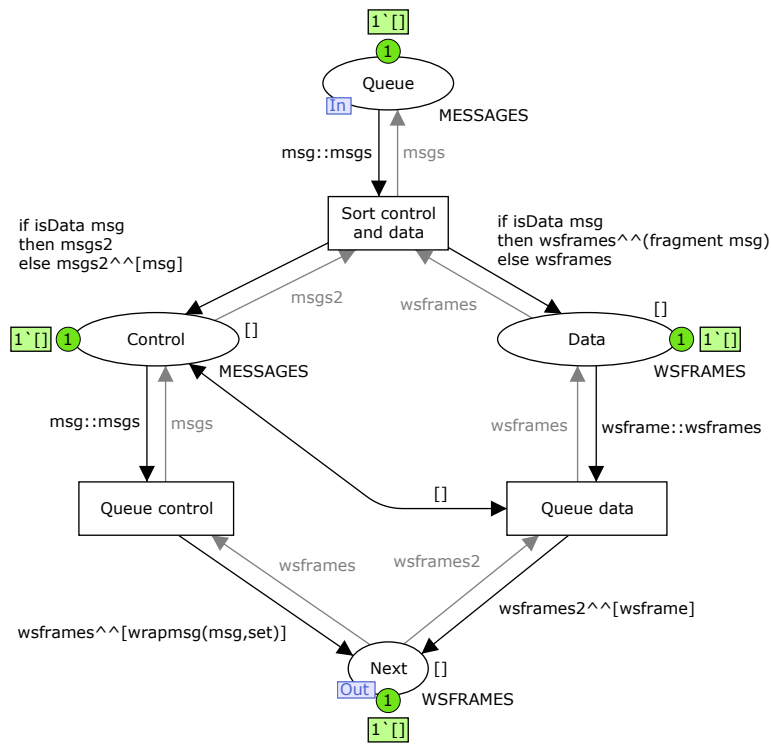 1`[]
1
Queue
In
MESSAGES
msg::msgs
msgs
Sort control
and data
if isData msg
then msgs2
else msgs2^^[msg]
if isData msg
then wsframes^^(fragment msg)
else wsframes
msgs2
wsframes
1`[]
1
Control
[]
MESSAGES
Data
[]
1
1`[]
WSFRAMES
msg::msgs
msgs
wsframes
wsframe::wsframes
[]
Queue control
Queue data
wsframes
wsframes2
wsframes^^[wrapmsg(msg,set)]
wsframes2^^[wsframe]
Next
[]
Out
WSFRAMES
1
1`[]